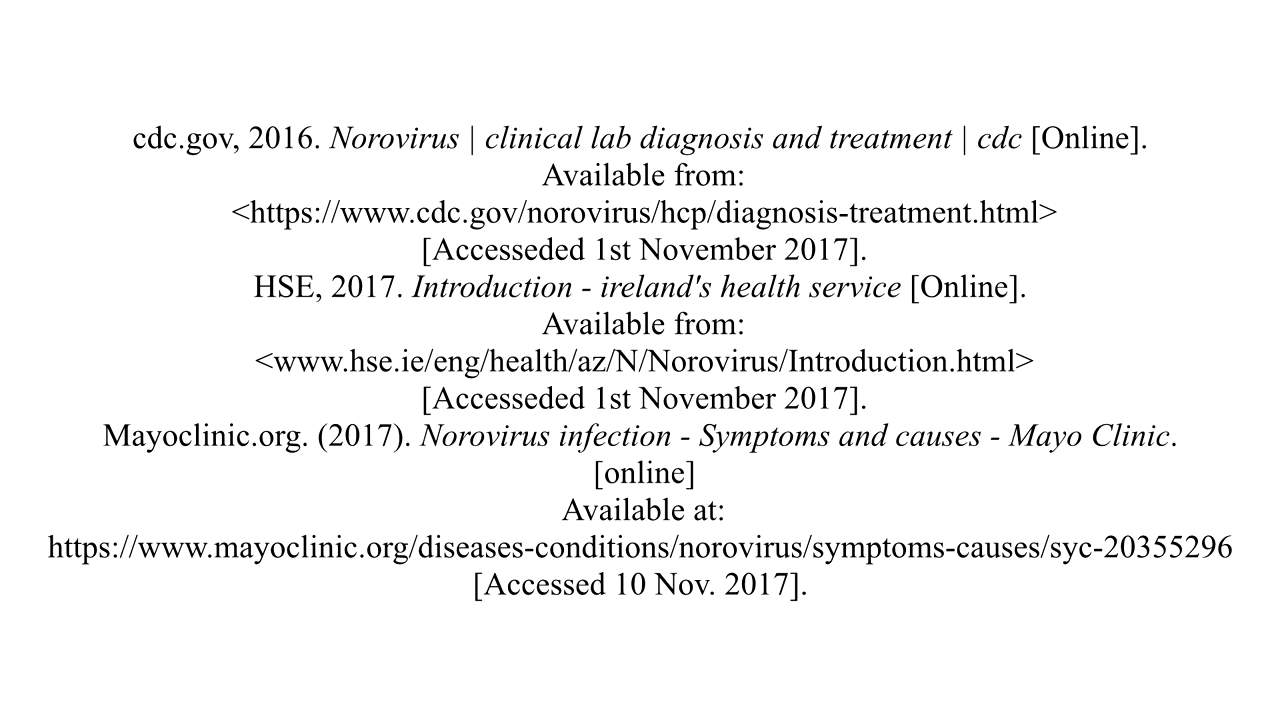 cdc.gov, 2016. Norovirus | clinical lab diagnosis and treatment | cdc [Online].
Available from:
<https://www.cdc.gov/norovirus/hcp/diagnosis-treatment.html>
[Accesseded 1st November 2017].
HSE, 2017. Introduction - ireland's health service [Online].
Available from:
<www.hse.ie/eng/health/az/N/Norovirus/Introduction.html>
[Accesseded 1st November 2017].
Mayoclinic.org. (2017). Norovirus infection - Symptoms and causes - Mayo Clinic.
[online]
Available at:
https://www.mayoclinic.org/diseases-conditions/norovirus/symptoms-causes/syc-20355296
[Accessed 10 Nov. 2017].